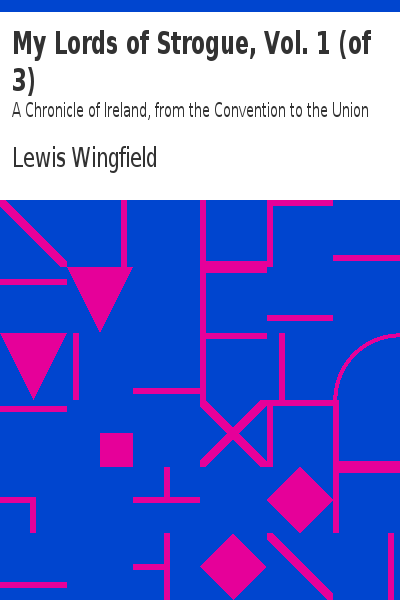 My Lords of Strogue, Vol. 1 (of
3)
A Chronicle of Ireland, from the Convention to the Union
Lewis Wingfield